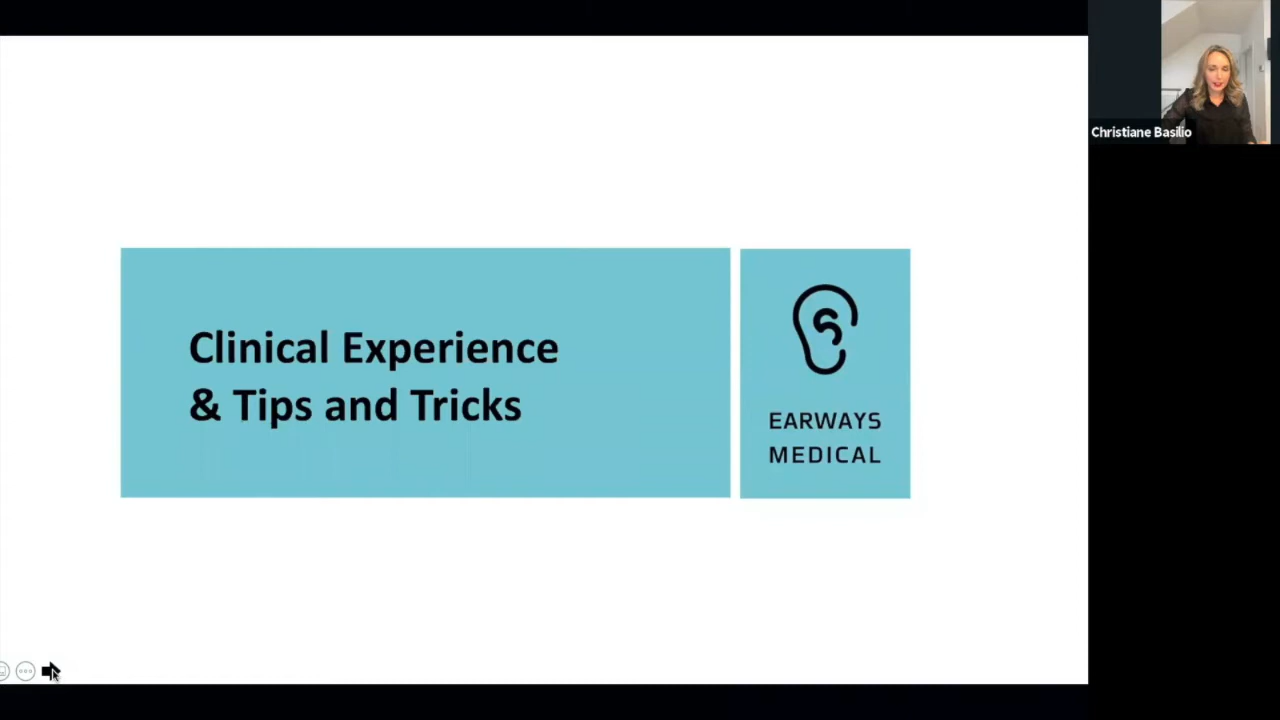 Clinical Experience
& Tips and Tricks
EARWAYS
MEDICAL
Christiane Basilio